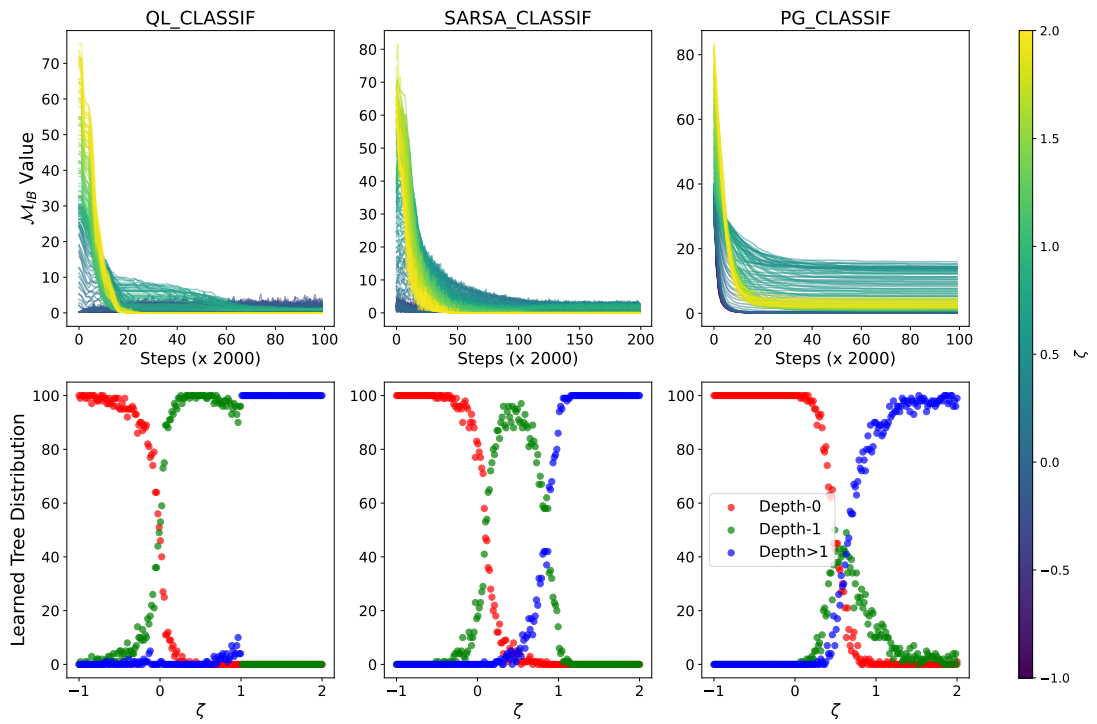 QL_CLASSIF
SARSA_CLASSIF
PG_CLASSIF
ℳ_IB Value
70
60
50
40
30
20
10
0
0 20 40 60 80 100
Steps (x 2000)
80
70
60
50
40
30
20
10
0
0 50 100 150 200
Steps (x 2000)
80
60
40
20
0
0 20 40 60 80 100
Steps (x 2000)
2.0
1.5
1.0
0.5
0.0
−0.5
−1.0
ζ
Learned Tree Distribution
100
80
60
40
20
0
−1 0 1 2
ζ
100
80
60
40
20
0
−1 0 1 2
ζ
100
80
60
40
20
0
−1 0 1 2
ζ
Depth-0
Depth-1
Depth>1